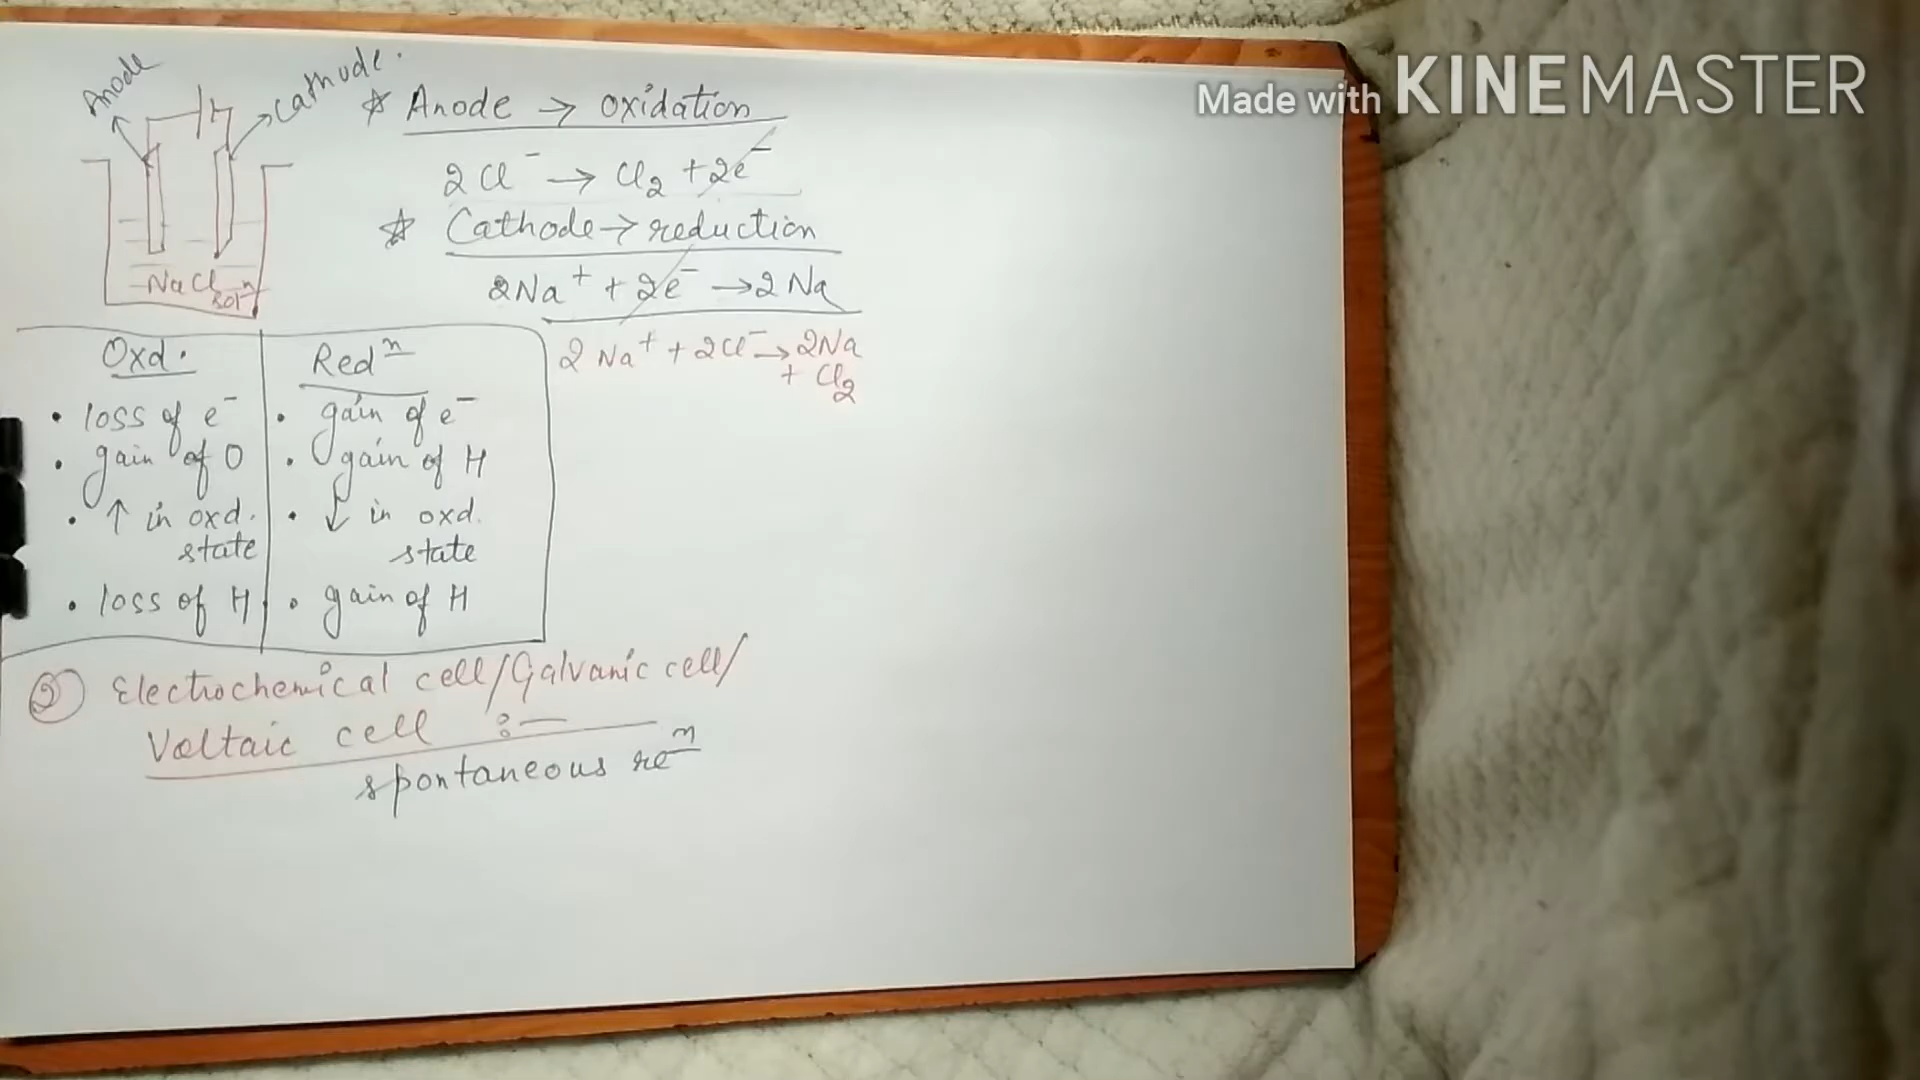 Made with KINEMASTER
Anode
Cathode.
NaCl soln
☆ Anode → oxidation
2Cl⁻ → Cl₂ + 2e⁻
☆ Cathode → reduction
2Na⁺ + 2e⁻ → 2Na
2Na⁺ + 2Cl⁻ → 2Na
+ Cl₂
Oxd.
• loss of e⁻
• gain of O
• ↑ in oxd.
state
• loss of H
Redⁿ
• gain of e⁻
• gain of H
• ↓ in oxd.
state
• gain of H
② Electrochemical cell/Galvanic cell/
Voltaic cell :—
spontaneous reⁿ